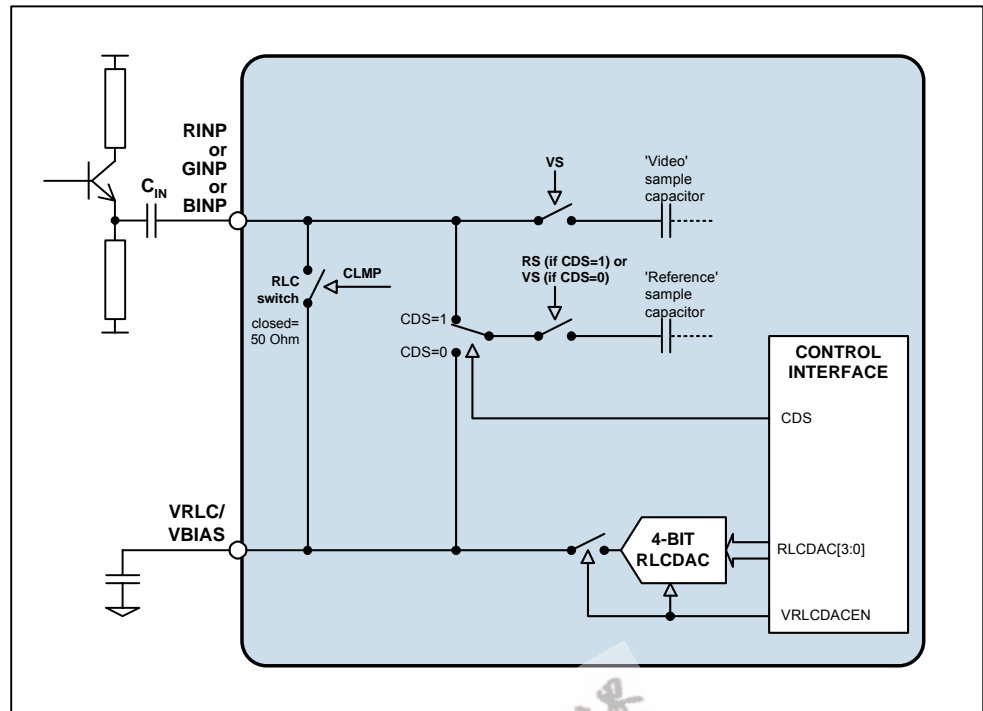 RINP
or
GINP
or
BINP
CIN
VS
'Video'
sample
capacitor
RLC
switch
closed=
50 Ohm
CLMP
RS (if CDS=1) or
VS (if CDS=0)
'Reference'
sample
capacitor
CDS=1
CDS=0
CONTROL
INTERFACE
CDS
VRLC/
VBIAS
4-BIT
RLCDAC
RLCDAC[3:0]
VRLCDACEN